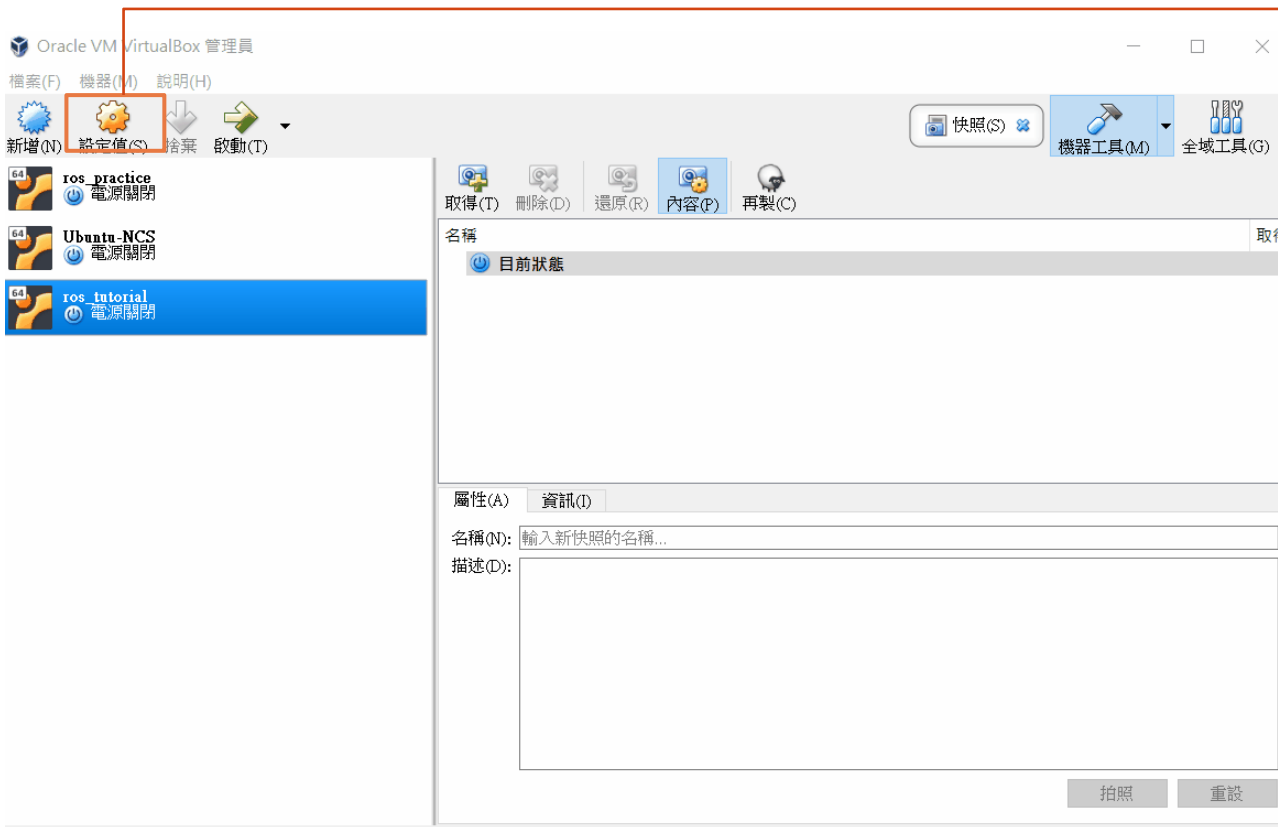 Oracle VM VirtualBox 管理員
檔案(F) 機器(M) 說明(H)
新增(N) 設定值(S) 捨棄 啟動(T) 快照(S) 機器工具(M) 全域工具(G)
64 ros_practice
電源關閉
64 Ubuntu-NCS
電源關閉
64 ros_tutorial
電源關閉
取得(T) 刪除(D) 還原(R) 內容(P) 再製(C)
名稱 取
目前狀態
屬性(A) 資訊(I)
名稱(N): 輸入新快照的名稱...
描述(D):
拍照 重設